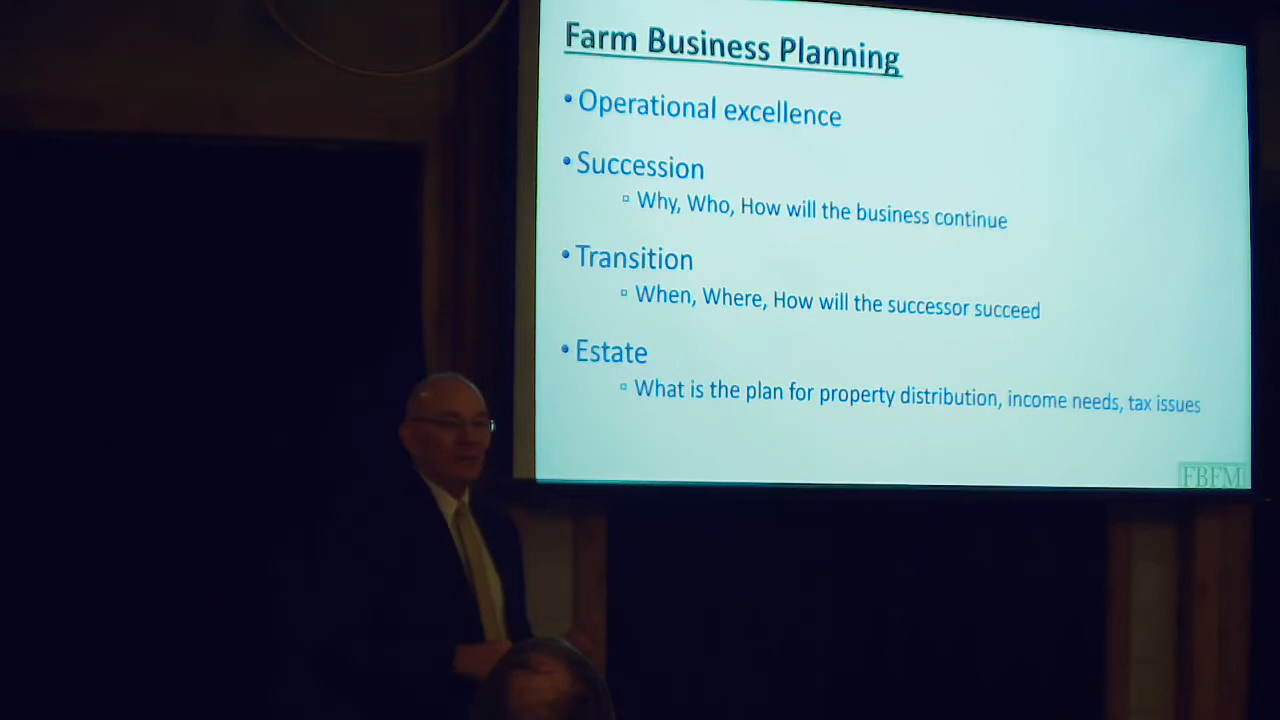 Farm Business Planning
• Operational excellence
• Succession
▫ Why, Who, How will the business continue
• Transition
▫ When, Where, How will the successor succeed
• Estate
▫ What is the plan for property distribution, income needs, tax issues
FBFM